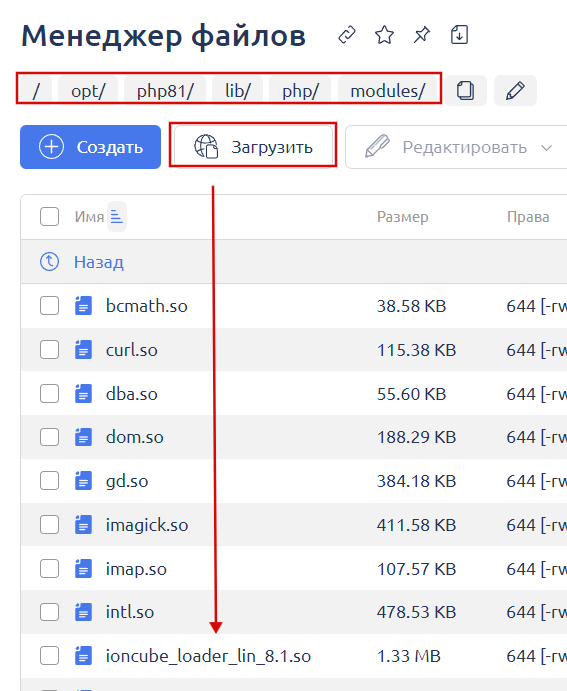 Менеджер файлов
/ opt/ php81/ lib/ php/ modules/
Создать Загрузить Редактировать
Имя Размер Права
Назад
bcmath.so 38.58 KB 644 [-rw
curl.so 115.38 KB 644 [-rw
dba.so 55.60 KB 644 [-rw
dom.so 188.29 KB 644 [-rw
gd.so 384.18 KB 644 [-rw
imagick.so 411.58 KB 644 [-rw
imap.so 107.57 KB 644 [-rw
intl.so 478.53 KB 644 [-rw
ioncube_loader_lin_8.1.so 1.33 MB 644 [-rw